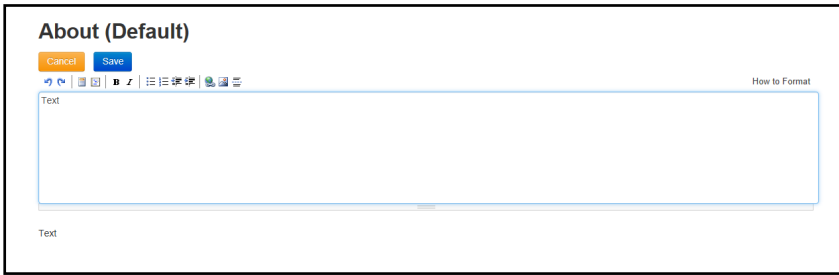 About (Default)
Cancel Save
B I
How to Format
Text
Text